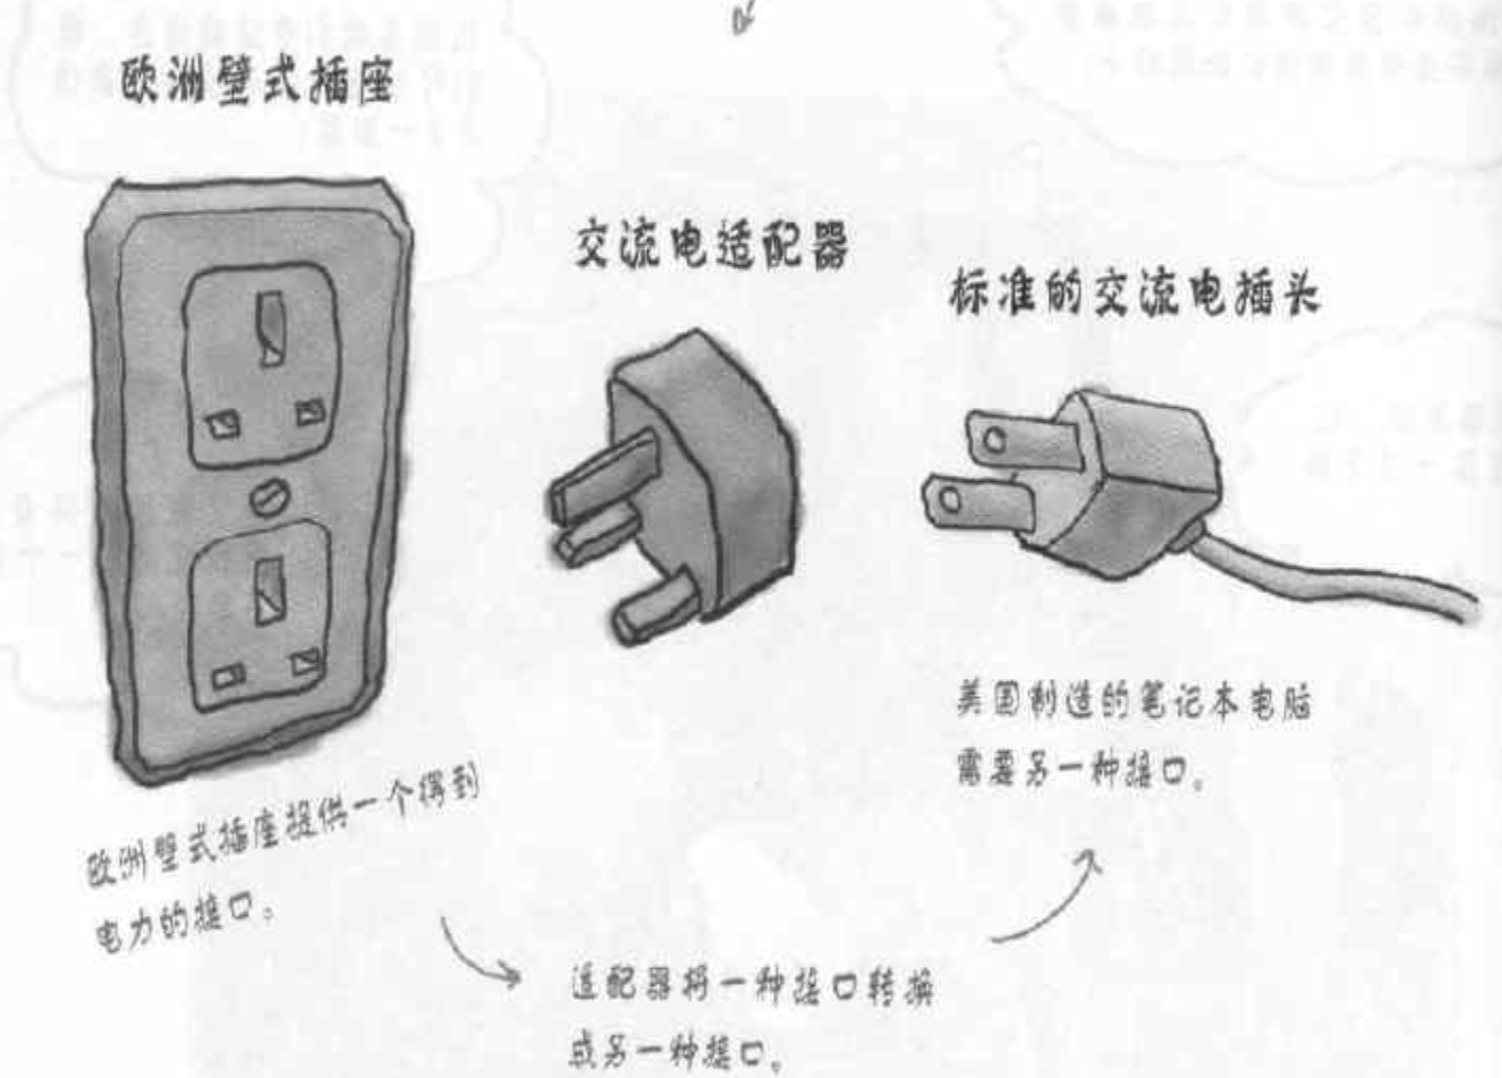 欧洲壁式插座
交流电适配器
标准的交流电插头
美国制造的笔记本电脑
需要另一种接口。
欧洲壁式插座提供一个得到
电力的接口。
适配器将一种接口转换
成另一种接口。